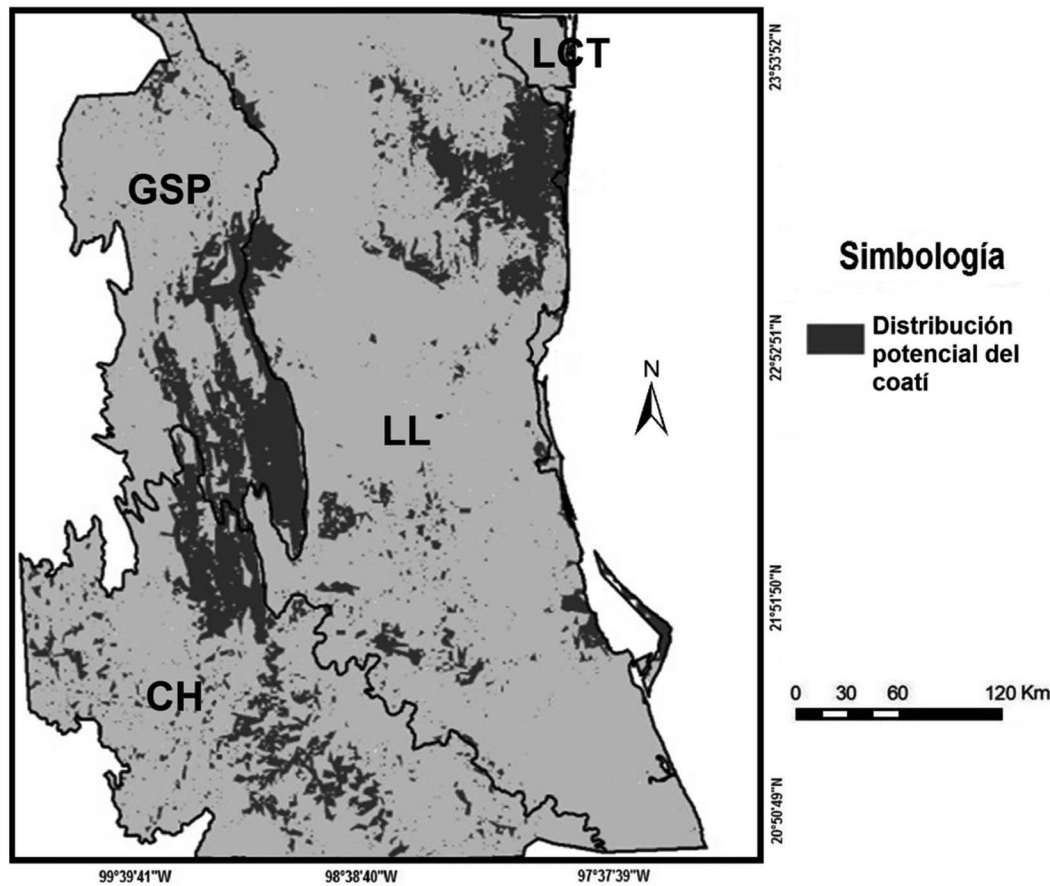 LCT
GSP
LL
CH
23°53'52"N
22°52'51"N
21°51'50"N
20°50'49"N
99°39'41"W
98°38'40"W
97°37'39"W
Simbología
Distribución
potencial del
coatí
N
0 30 60 120 Km